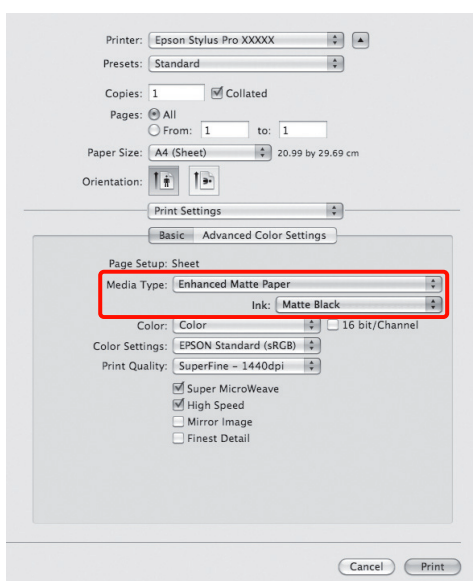 Printer: Epson Stylus Pro XXXXX
Presets: Standard
Copies: 1 Collated
Pages: All
From: 1 to: 1
Paper Size: A4 (Sheet) 20.99 by 29.69 cm
Orientation:
Print Settings
Basic Advanced Color Settings
Page Setup: Sheet
Media Type: Enhanced Matte Paper
Ink: Matte Black
Color: Color 16 bit/Channel
Color Settings: EPSON Standard (sRGB)
Print Quality: SuperFine – 1440dpi
Super MicroWeave
High Speed
Mirror Image
Finest Detail
Cancel Print